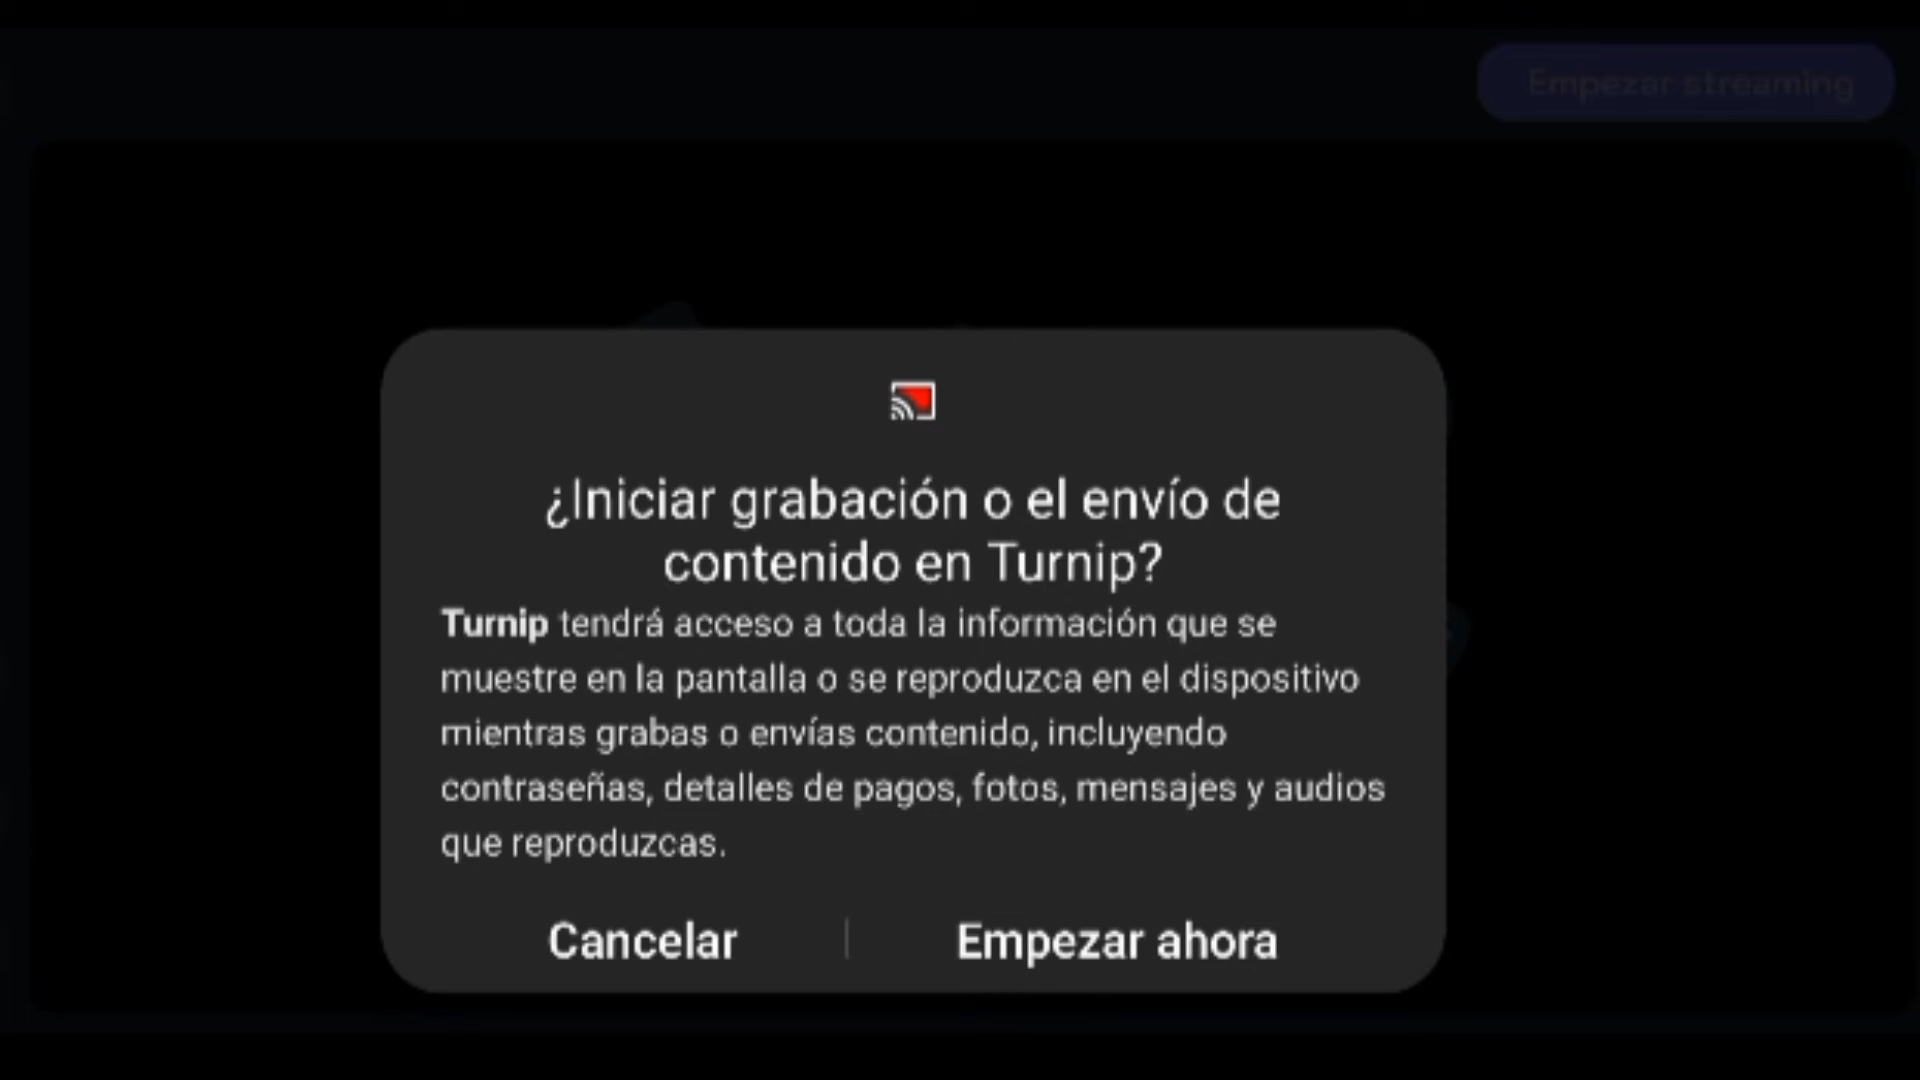 Empezar streaming
¿Iniciar grabación o el envío de
contenido en Turnip?
Turnip tendrá acceso a toda la información que se
muestre en la pantalla o se reproduzca en el dispositivo
mientras grabas o envías contenido, incluyendo
contraseñas, detalles de pagos, fotos, mensajes y audios
que reproduzcas.
Cancelar
Empezar ahora